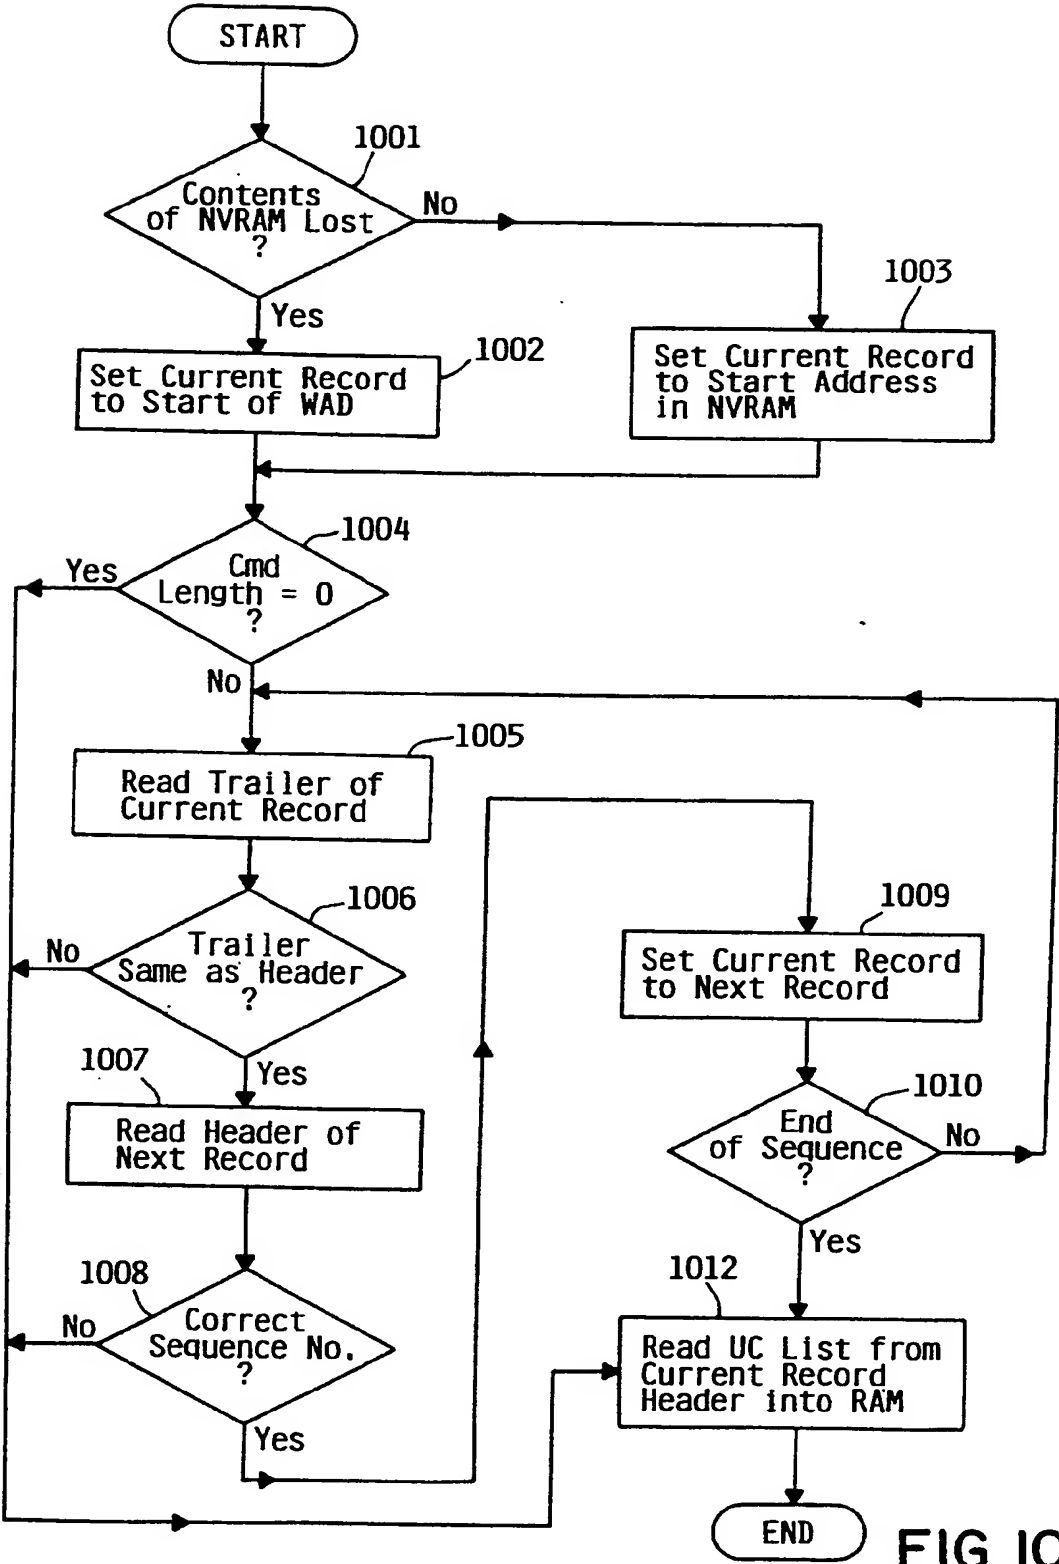 START
1001
Contents
of NVRAM Lost
?
No
Yes
1003
1002
Set Current Record
to Start of WAD
Set Current Record
to Start Address
in NVRAM
1004
Yes
Cmd
Length = 0
?
No
1005
Read Trailer of
Current Record
1006
Trailer
Same as Header
?
No
Yes
1007
Read Header of
Next Record
1008
Correct
Sequence No.
?
No
Yes
1009
Set Current Record
to Next Record
1010
End
of Sequence
?
No
Yes
1012
Read UC List from
Current Record
Header into RAM
END
FIG 10